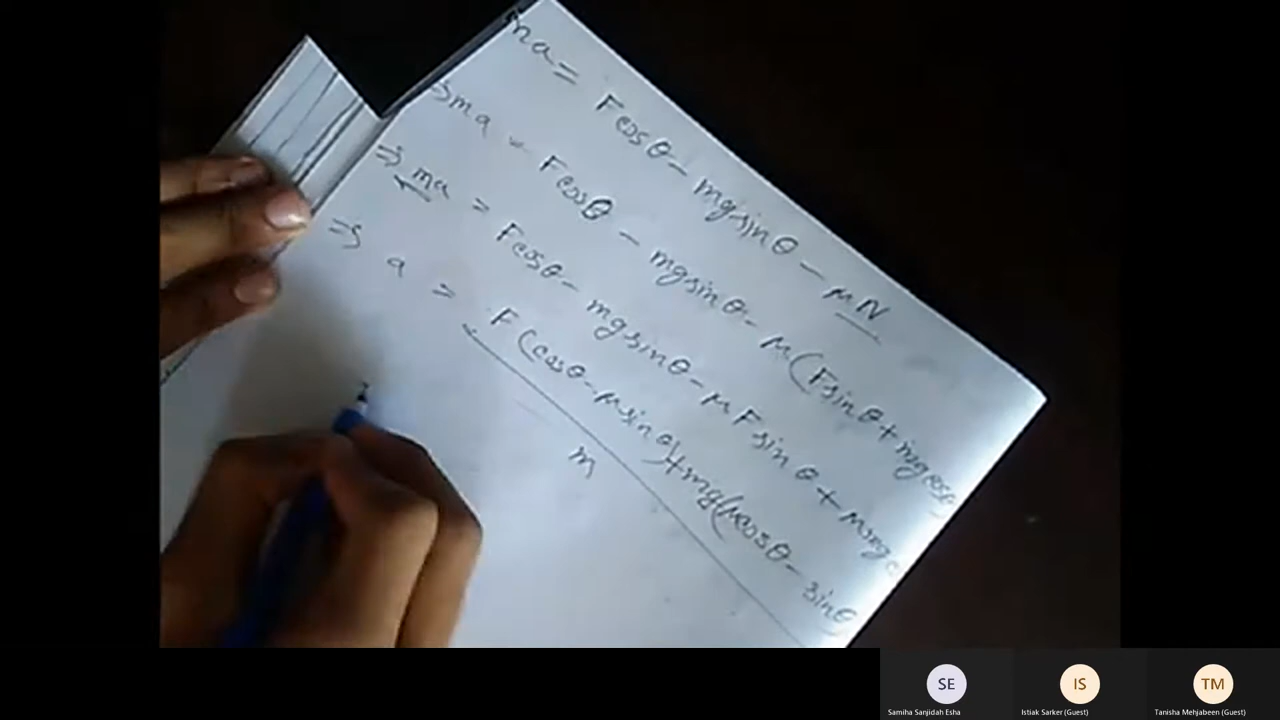 ma = Fcosθ - mgsinθ - μN
⇒ ma = Fcosθ - mgsinθ - μ(Fsinθ + mgcosθ)
⇒ ma = Fcosθ - mgsinθ - μFsinθ + μmg
⇒ a = F(cosθ - μsinθ) + mg(μcosθ - sinθ
m
SE
IS
TM
Samiha Sanjidah Esha
Istiak Sarker (Guest)
Tanisha Mehjabeen (Guest)